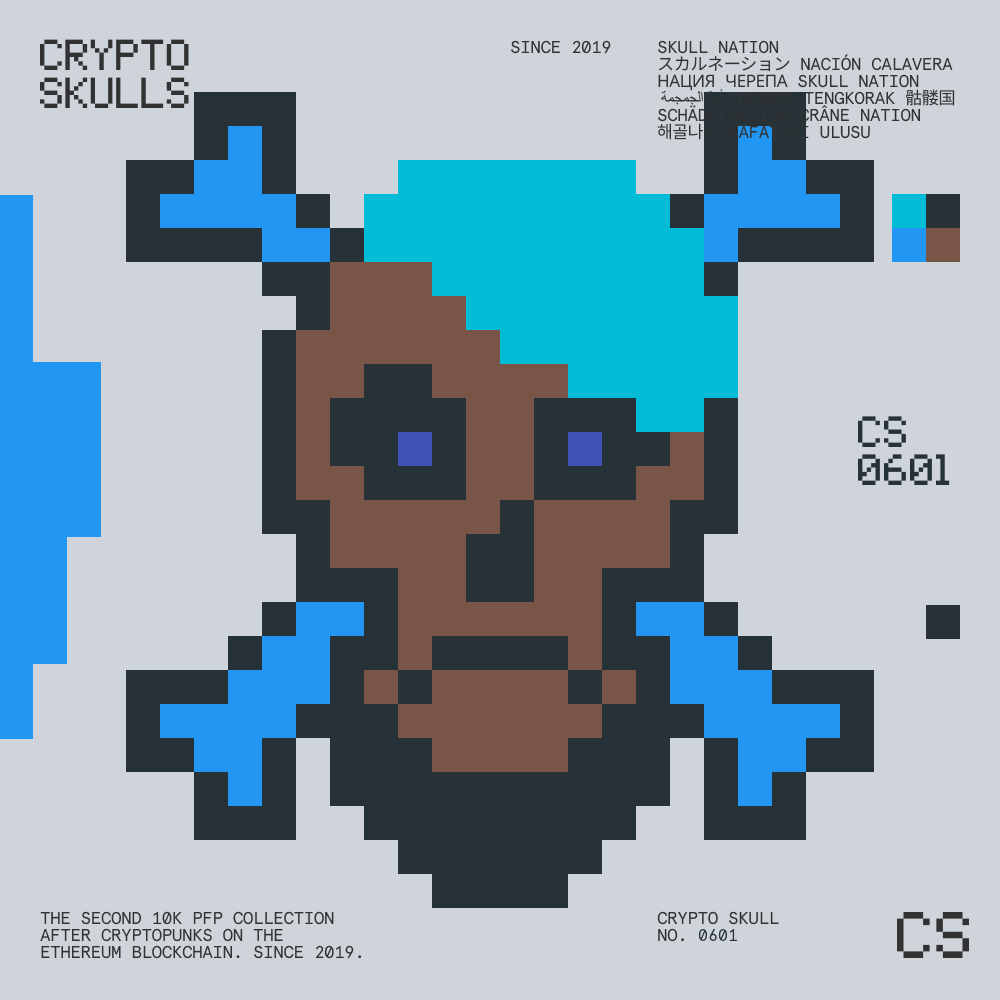 CRYPTO
SKULLS
SINCE 2019
SKULL NATION
スカルネーション NACIÓN CALAVERA
НАЦИЯ ЧЕРЕПА SKULL NATION
الجمجمة TENGKORAK 骷髅国
CRÂNE NATION
ULUSU
CS
0601
THE SECOND 10K PFP COLLECTION
AFTER CRYPTOPUNKS ON THE
ETHEREUM BLOCKCHAIN. SINCE 2019.
CRYPTO SKULL
NO. 0601
CS